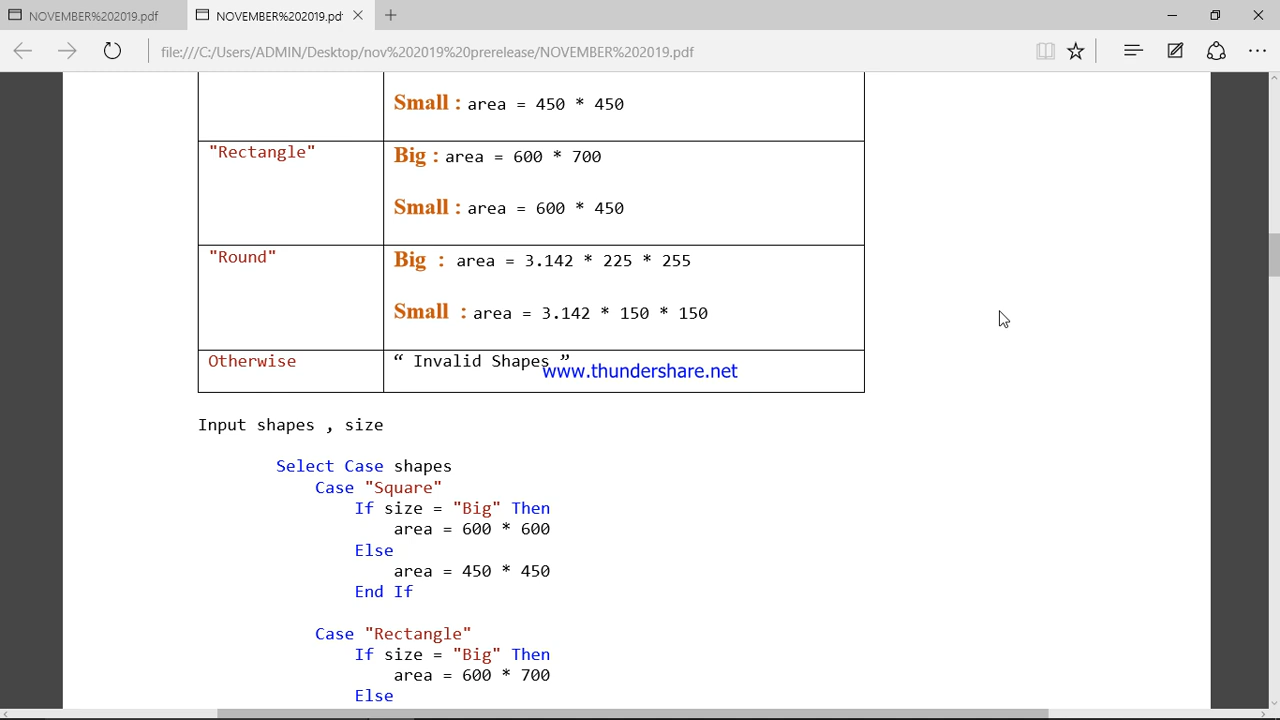 NOVEMBER%202019.pdf
NOVEMBER%202019.pd
file:///C:/Users/ADMIN/Desktop/nov%202019%20prerelease/NOVEMBER%202019.pdf
Small : area = 450 * 450
"Rectangle"
Big : area = 600 * 700
Small : area = 600 * 450
"Round"
Big : area = 3.142 * 225 * 255
Small : area = 3.142 * 150 * 150
Otherwise
“ Invalid Shapes ”
www.thundershare.net
Input shapes , size
Select Case shapes
Case "Square"
If size = "Big" Then
area = 600 * 600
Else
area = 450 * 450
End If
Case "Rectangle"
If size = "Big" Then
area = 600 * 700
Else